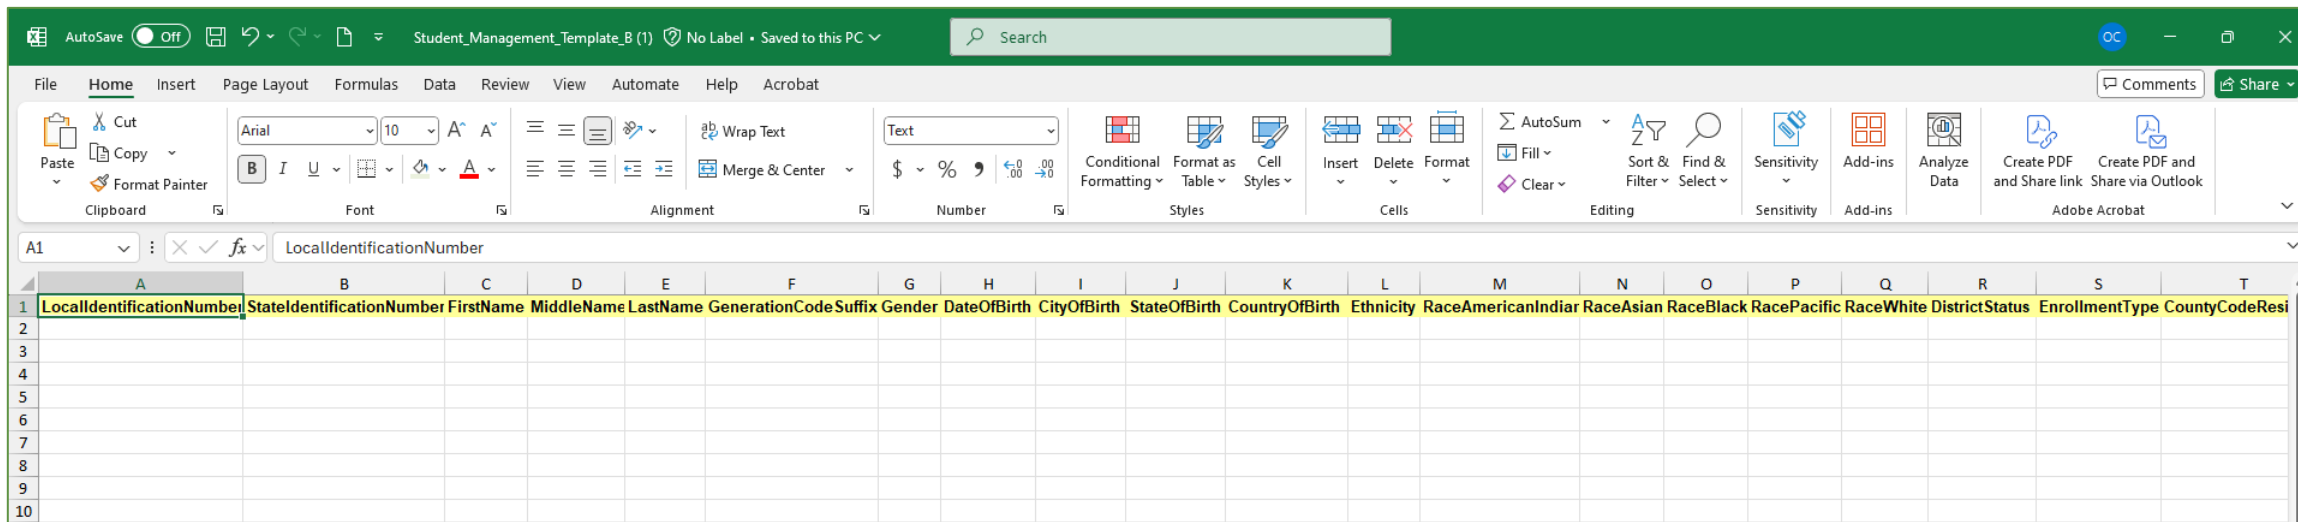 AutoSave Off Student_Management_Template_B (1) No Label • Saved to this PC Search OC
File Home Insert Page Layout Formulas Data Review View Automate Help Acrobat Comments Share
Paste Cut Copy Format Painter Clipboard
Arial 10 B I U A Font
Wrap Text Merge & Center Alignment
Text $ % Number
Conditional Formatting Format as Table Cell Styles Styles
Insert Delete Format Cells
AutoSum Fill Clear Sort & Filter Find & Select Editing
Sensitivity Sensitivity
Add-ins Add-ins
Analyze Data
Create PDF and Share link Create PDF and Share via Outlook Adobe Acrobat
A1 fx LocalIdentificationNumber
A B C D E F G H I J K L M N O P Q R S T
1 LocalIdentificationNumber StateIdentificationNumber FirstName MiddleName LastName GenerationCodeSuffix Gender DateOfBirth CityOfBirth StateOfBirth CountryOfBirth Ethnicity RaceAmericanIndian RaceAsian RaceBlack RacePacific RaceWhite DistrictStatus EnrollmentType CountyCodeResi
2
3
4
5
6
7
8
9
10